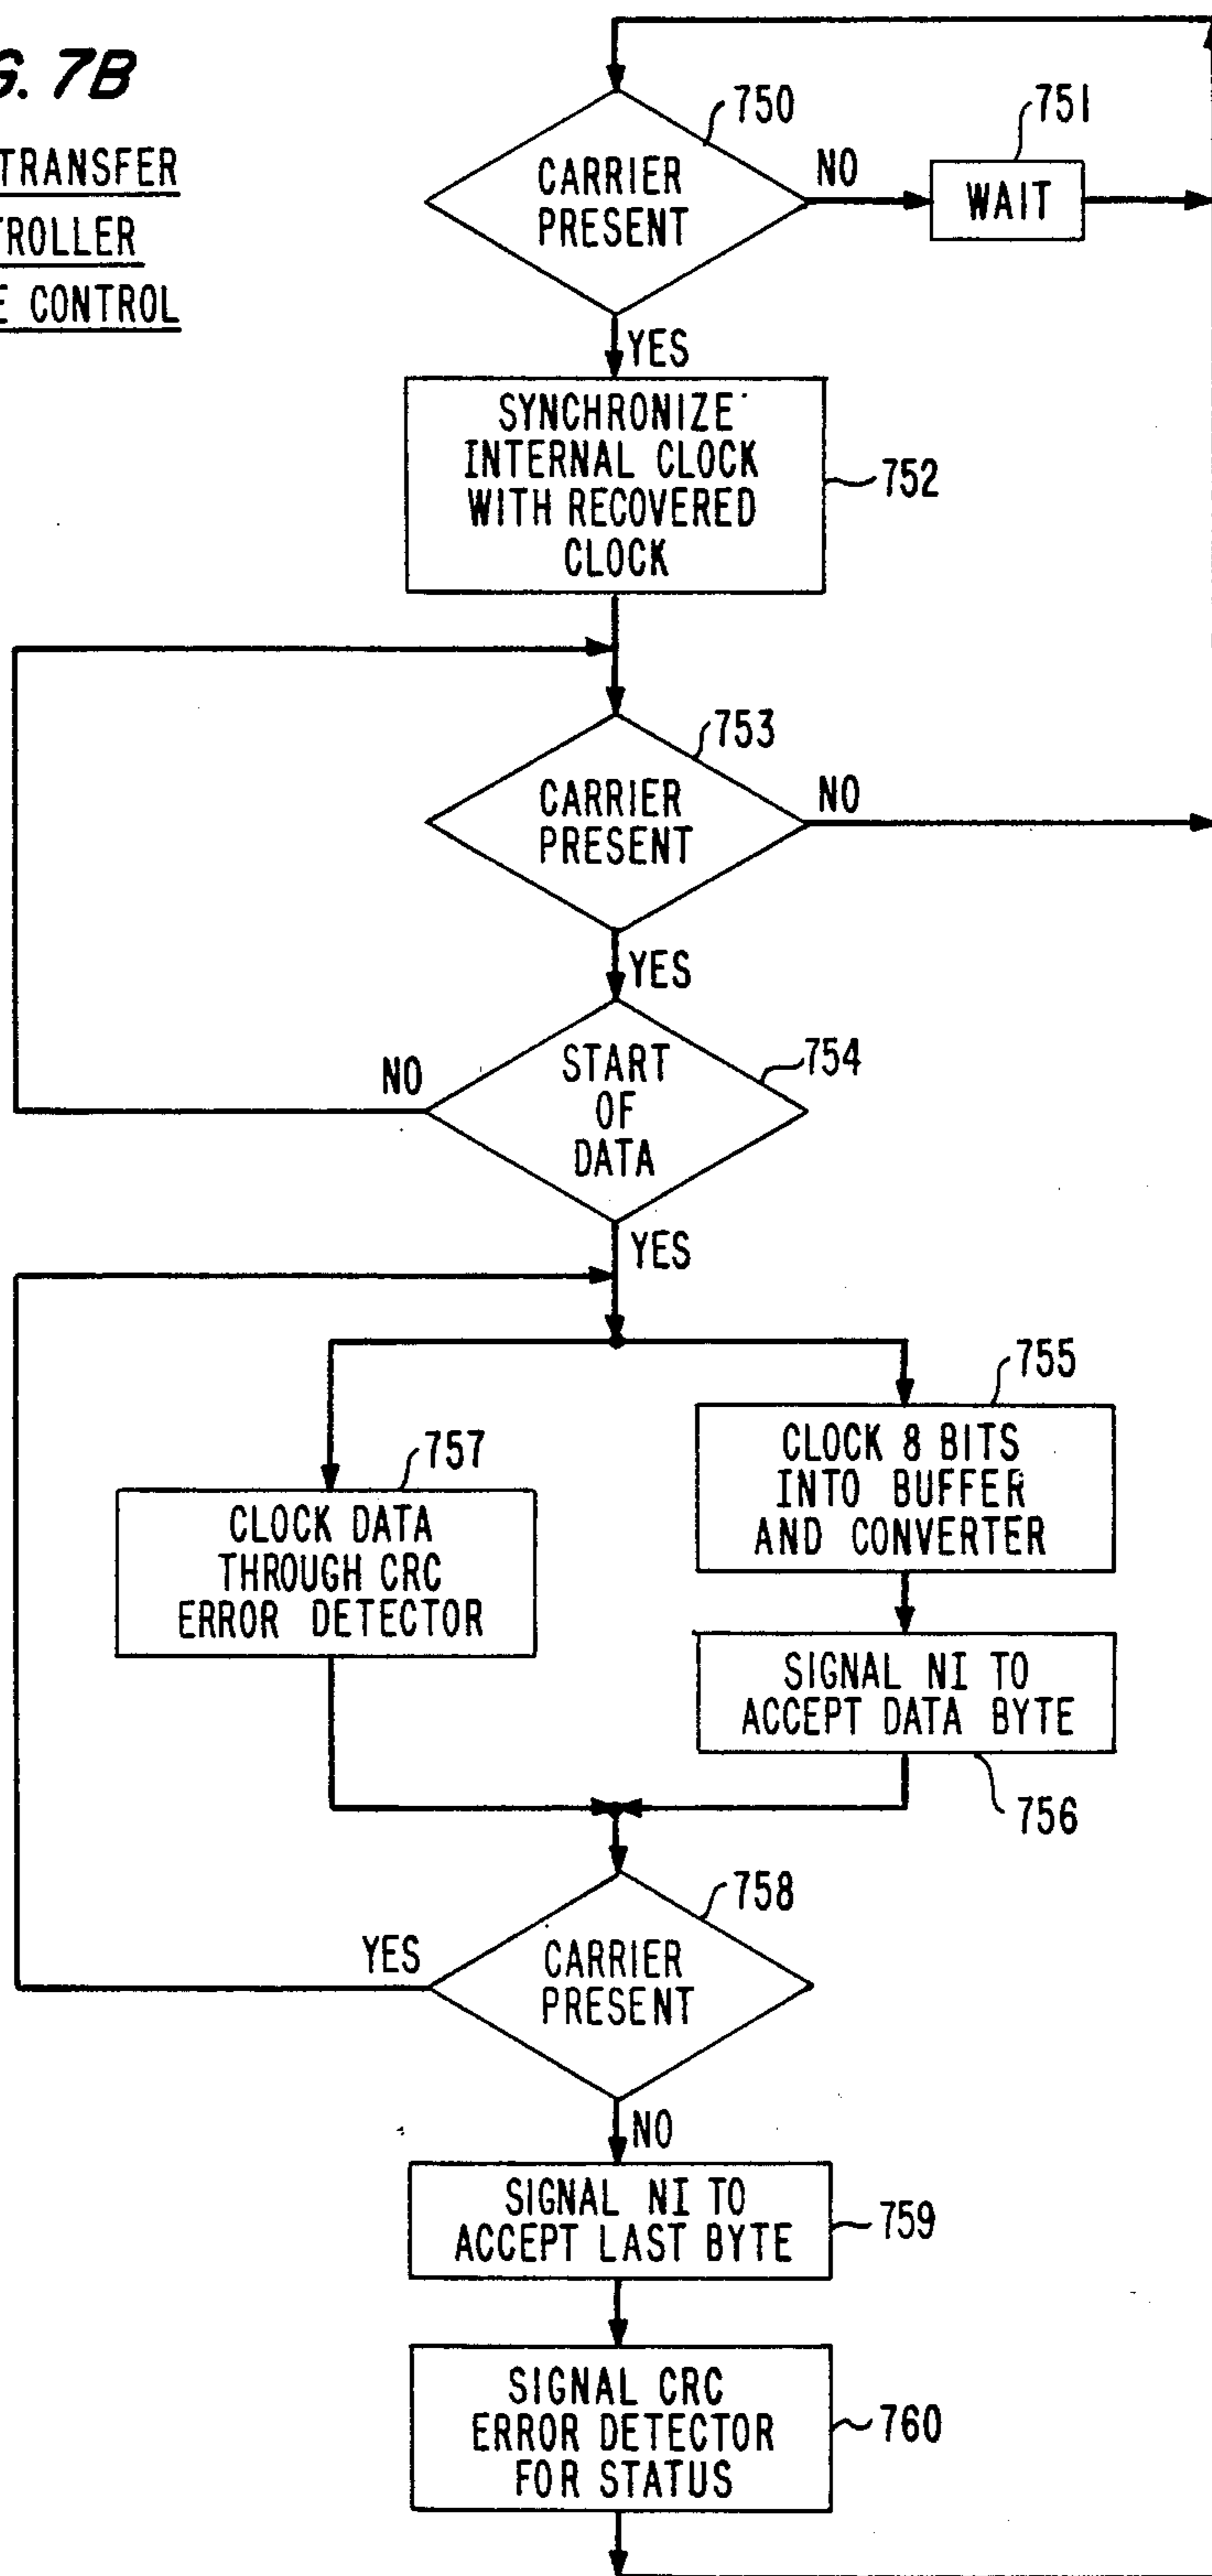 G. 7B
TRANSFER
TROLLER
E CONTROL
750
CARRIER
PRESENT
NO
751
WAIT
YES
SYNCHRONIZE
INTERNAL CLOCK
WITH RECOVERED
CLOCK
752
753
CARRIER
PRESENT
NO
YES
754
START
OF
DATA
NO
YES
755
CLOCK 8 BITS
INTO BUFFER
AND CONVERTER
757
CLOCK DATA
THROUGH CRC
ERROR DETECTOR
SIGNAL NI TO
ACCEPT DATA BYTE
756
758
CARRIER
PRESENT
YES
NO
SIGNAL NI TO
ACCEPT LAST BYTE
759
SIGNAL CRC
ERROR DETECTOR
FOR STATUS
760